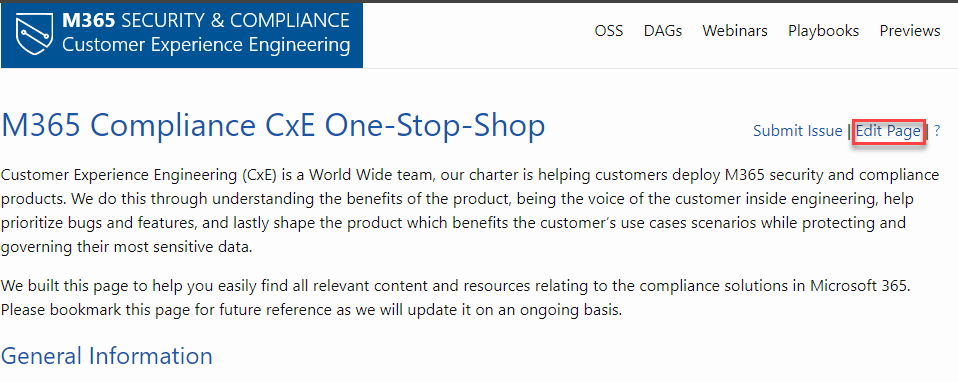 M365 SECURITY & COMPLIANCE
Customer Experience Engineering
OSS DAGs Webinars Playbooks Previews
M365 Compliance CxE One-Stop-Shop
Submit Issue | Edit Page | ?
Customer Experience Engineering (CxE) is a World Wide team, our charter is helping customers deploy M365 security and compliance
products. We do this through understanding the benefits of the product, being the voice of the customer inside engineering, help
prioritize bugs and features, and lastly shape the product which benefits the customer's use cases scenarios while protecting and
governing their most sensitive data.
We built this page to help you easily find all relevant content and resources relating to the compliance solutions in Microsoft 365.
Please bookmark this page for future reference as we will update it on an ongoing basis.
General Information